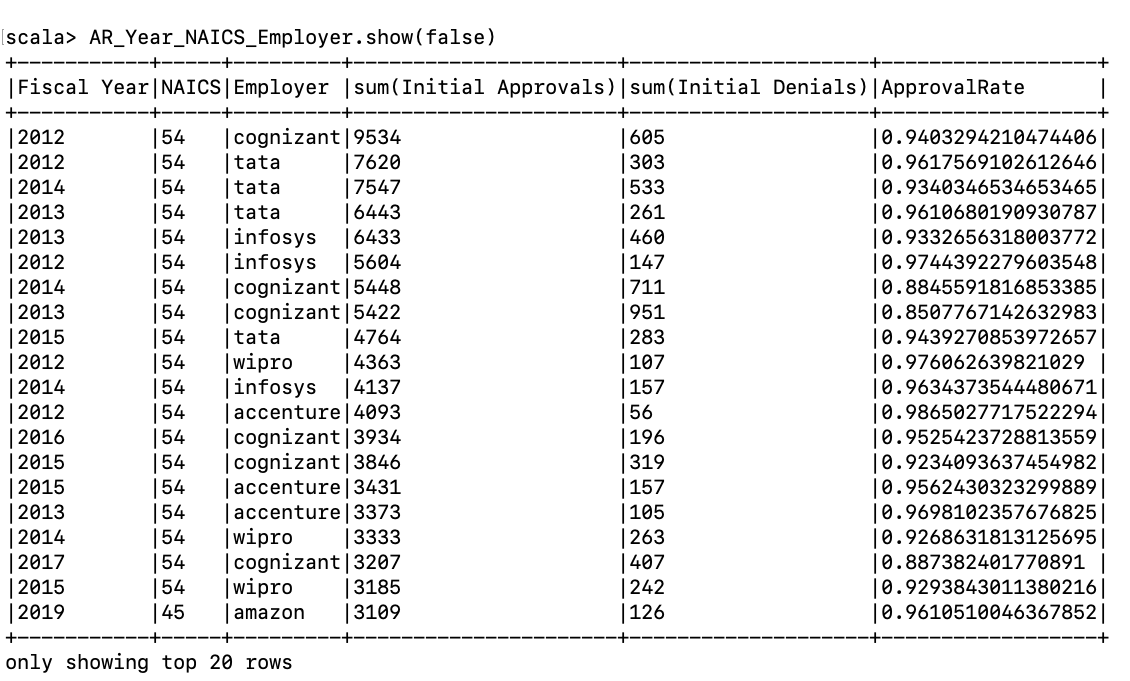 scala> AR_Year_NAICS_Employer.show(false)
+-----------+-----+---------+----------------------+--------------------+------------------+
|Fiscal Year|NAICS|Employer |sum(Initial Approvals)|sum(Initial Denials)|ApprovalRate      |
+-----------+-----+---------+----------------------+--------------------+------------------+
|2012       |54   |cognizant|9534                  |605                 |0.9403294210474406|
|2012       |54   |tata     |7620                  |303                 |0.9617569102612646|
|2014       |54   |tata     |7547                  |533                 |0.9340346534653465|
|2013       |54   |tata     |6443                  |261                 |0.9610680190930787|
|2013       |54   |infosys  |6433                  |460                 |0.9332656318003772|
|2012       |54   |infosys  |5604                  |147                 |0.9744392279603548|
|2014       |54   |cognizant|5448                  |711                 |0.8845591816853385|
|2013       |54   |cognizant|5422                  |951                 |0.8507767142632983|
|2015       |54   |tata     |4764                  |283                 |0.9439270853972657|
|2012       |54   |wipro    |4363                  |107                 |0.976062639821029 |
|2014       |54   |infosys  |4137                  |157                 |0.9634373544480671|
|2012       |54   |accenture|4093                  |56                  |0.9865027717522294|
|2016       |54   |cognizant|3934                  |196                 |0.9525423728813559|
|2015       |54   |cognizant|3846                  |319                 |0.9234093637454982|
|2015       |54   |accenture|3431                  |157                 |0.9562430323299889|
|2013       |54   |accenture|3373                  |105                 |0.9698102357676825|
|2014       |54   |wipro    |3333                  |263                 |0.9268631813125695|
|2017       |54   |cognizant|3207                  |407                 |0.887382401770891 |
|2015       |54   |wipro    |3185                  |242                 |0.9293843011380216|
|2019       |45   |amazon   |3109                  |126                 |0.9610510046367852|
+-----------+-----+---------+----------------------+--------------------+------------------+
only showing top 20 rows